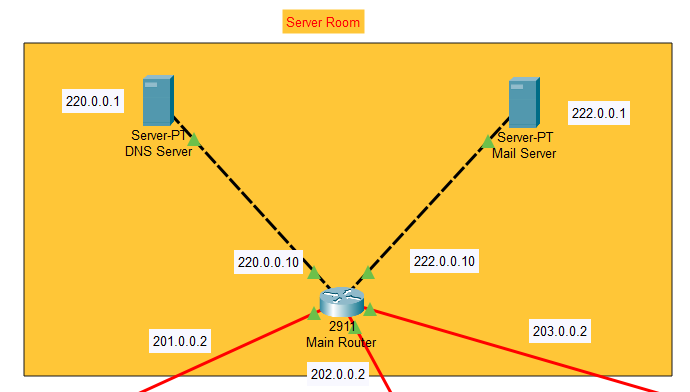 Server Room
220.0.0.1
222.0.0.1
Server-PT
DNS Server
Server-PT
Mail Server
220.0.0.10
222.0.0.10
2911
Main Router
201.0.0.2
203.0.0.2
202.0.0.2